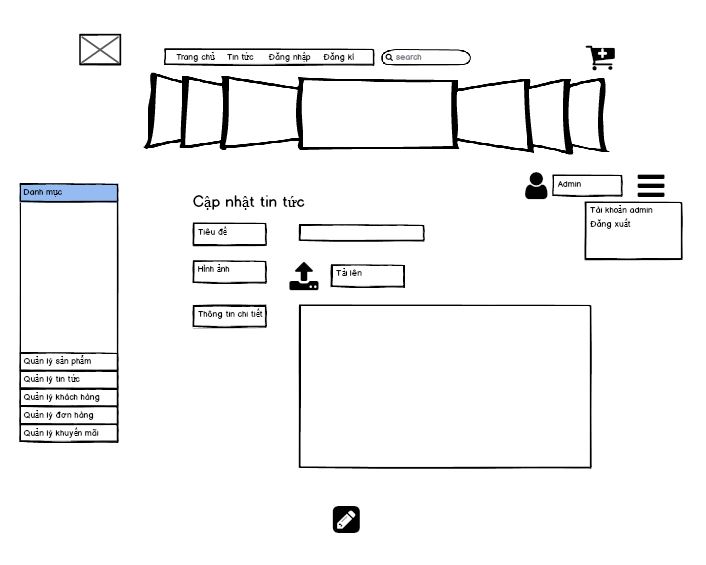 Trang chủ Tin tức Đăng nhập Đăng kí search
Admin
Tài khoản admin
Đăng xuất
Danh mục
Quản lý sản phẩm
Quản lý tin tức
Quản lý khách hàng
Quản lý đơn hàng
Quản lý khuyến mãi
Cập nhật tin tức
Tiêu đề
Hình ảnh
Tải lên
Thông tin chi tiết